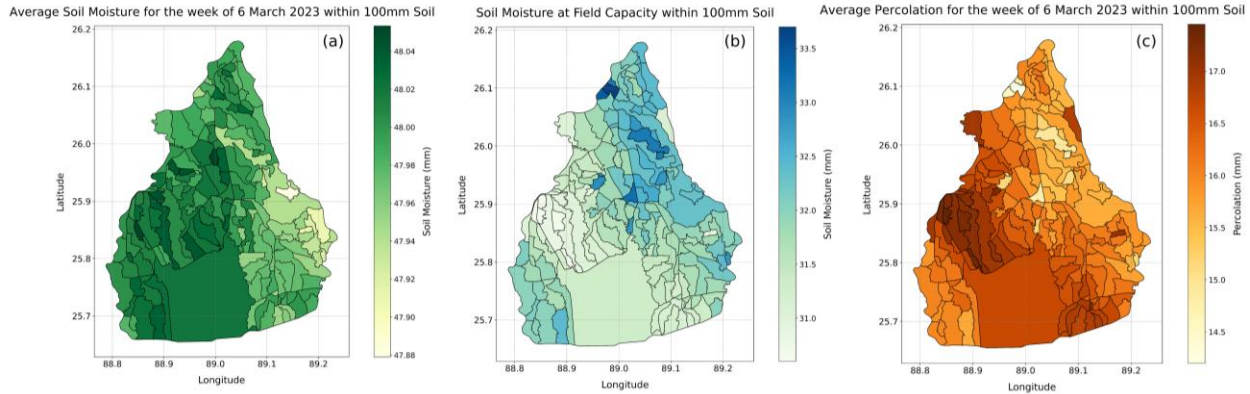 Average Soil Moisture for the week of 6 March 2023 within 100mm Soil
(a)
26.2
26.1
26.0
25.9
25.8
25.7
Latitude
88.8 88.9 89.0 89.1 89.2
Longitude
48.04
48.02
48.00
47.98
47.96
47.94
47.92
47.90
47.88
Soil Moisture (mm)
Soil Moisture at Field Capacity within 100mm Soil
(b)
26.2
26.1
26.0
25.9
25.8
25.7
Latitude
88.8 88.9 89.0 89.1 89.2
Longitude
33.5
33.0
32.5
32.0
31.5
31.0
Soil Moisture (mm)
Average Percolation for the week of 6 March 2023 within 100mm Soil
(c)
26.2
26.1
26.0
25.9
25.8
25.7
Latitude
88.8 88.9 89.0 89.1 89.2
Longitude
17.0
16.5
16.0
15.5
15.0
14.5
Percolation (mm)